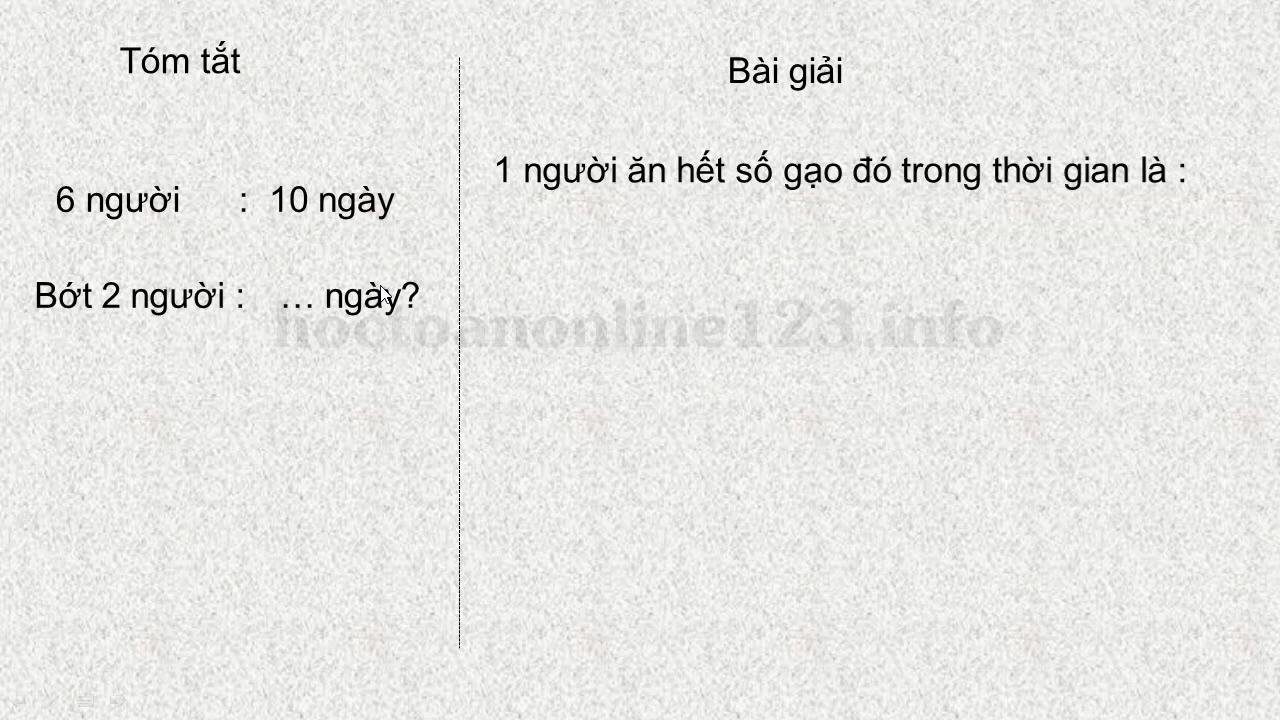 Tóm tắt
6 người : 10 ngày
Bớt 2 người : … ngày?
Bài giải
1 người ăn hết số gạo đó trong thời gian là :
hoctoanonline123.info